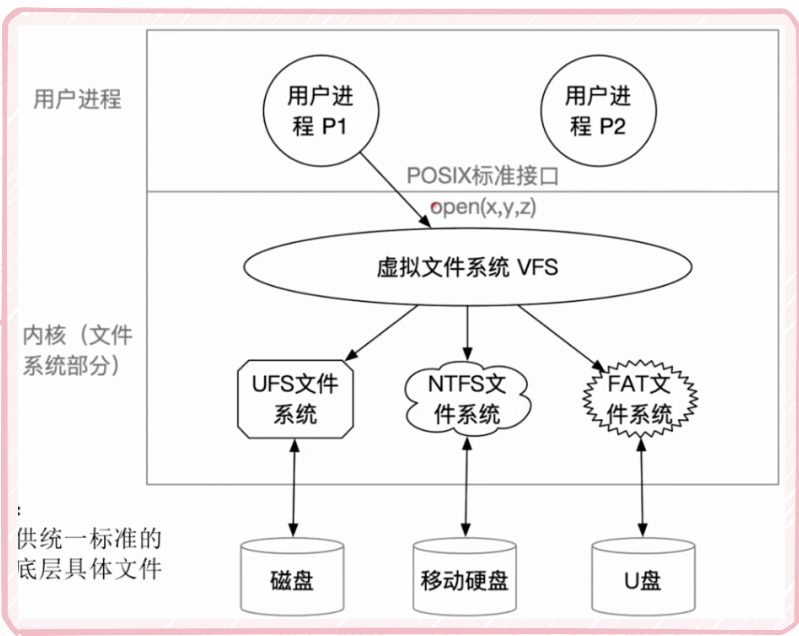 用户进程
用户进
程 P1
用户进
程 P2
POSIX标准接口
open(x,y,z)
虚拟文件系统 VFS
内核（文件
系统部分）
UFS文件
系统
NTFS文
件系统
FAT文
件系统
：
供统一标准的
底层具体文件
磁盘
移动硬盘
U盘